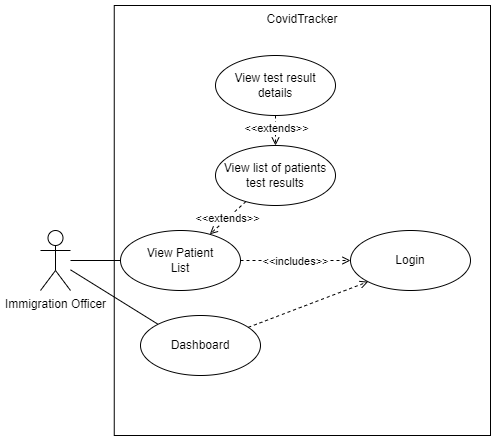 CovidTracker
View test result
details
<<extends>>
View list of patients
test results
<<extends>>
View Patient
List
<<includes>>
Login
Immigration Officer
Dashboard